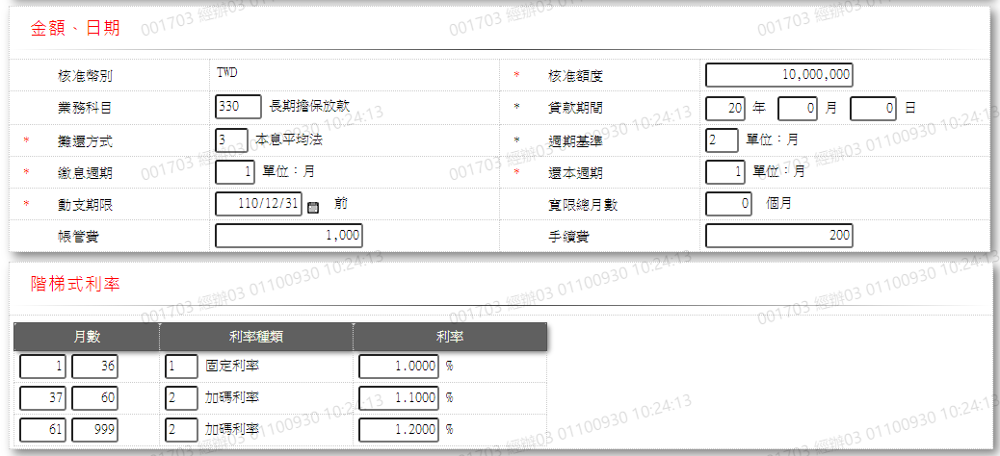 金額、日期
核准幣別 TWD * 核准額度 10,000,000
業務科目 330 長期擔保放款 * 貸款期間 20 年 0 月 0 日
* 攤還方式 3 本息平均法 * 週期基準 2 單位：月
* 繳息週期 1 單位：月 * 還本週期 1 單位：月
* 動支期限 110/12/31 前 寬限總月數 0 個月
帳管費 1,000 手續費 200
階梯式利率
月數 利率種類 利率
1 36 1 固定利率 1.0000 %
37 60 2 加碼利率 1.1000 %
61 999 2 加碼利率 1.2000 %
001703 經辦03 01100930 10:24:13